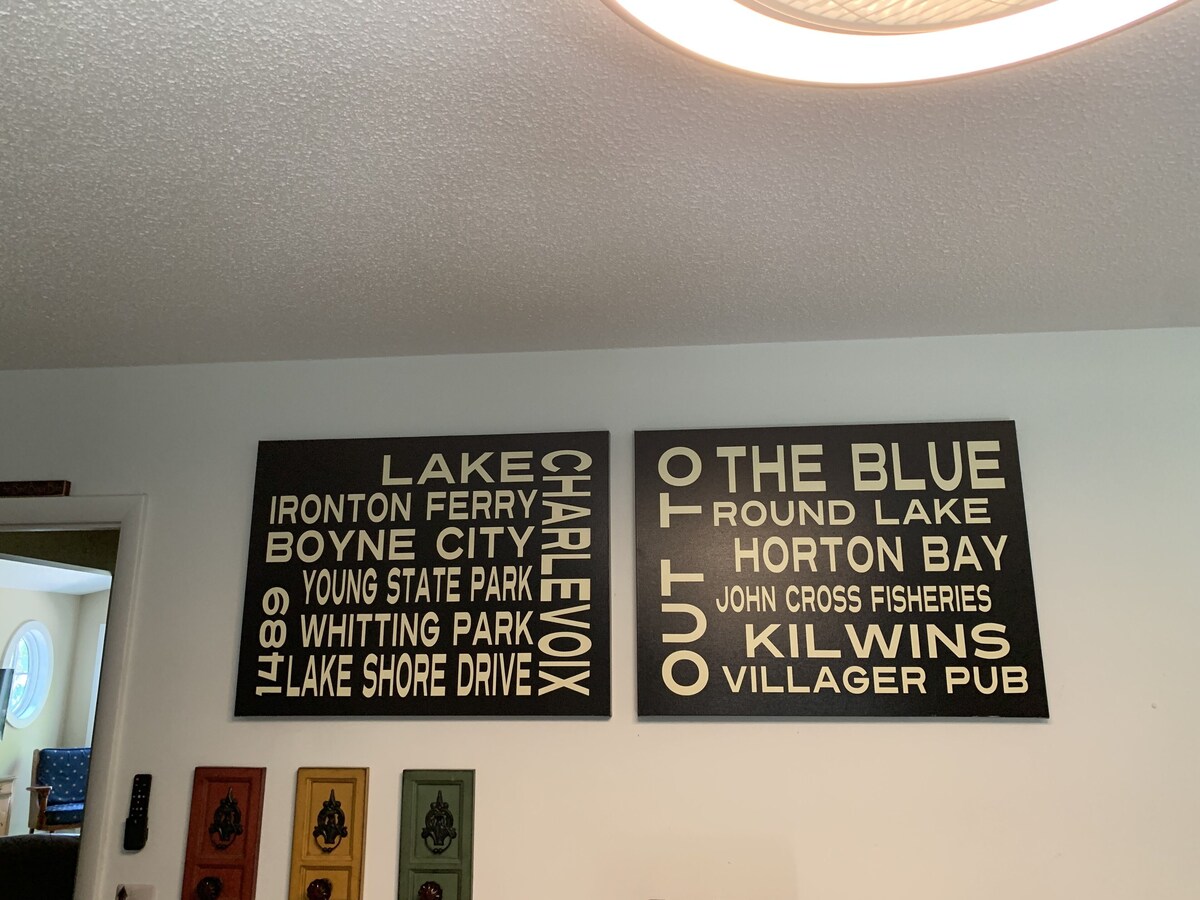 LAKE
CHARLEVOIX
IRONTON FERRY
BOYNE CITY
YOUNG STATE PARK
WHITTING PARK
1489
LAKE SHORE DRIVE
OUT TO
THE BLUE
ROUND LAKE
HORTON BAY
JOHN CROSS FISHERIES
KILWINS
VILLAGER PUB